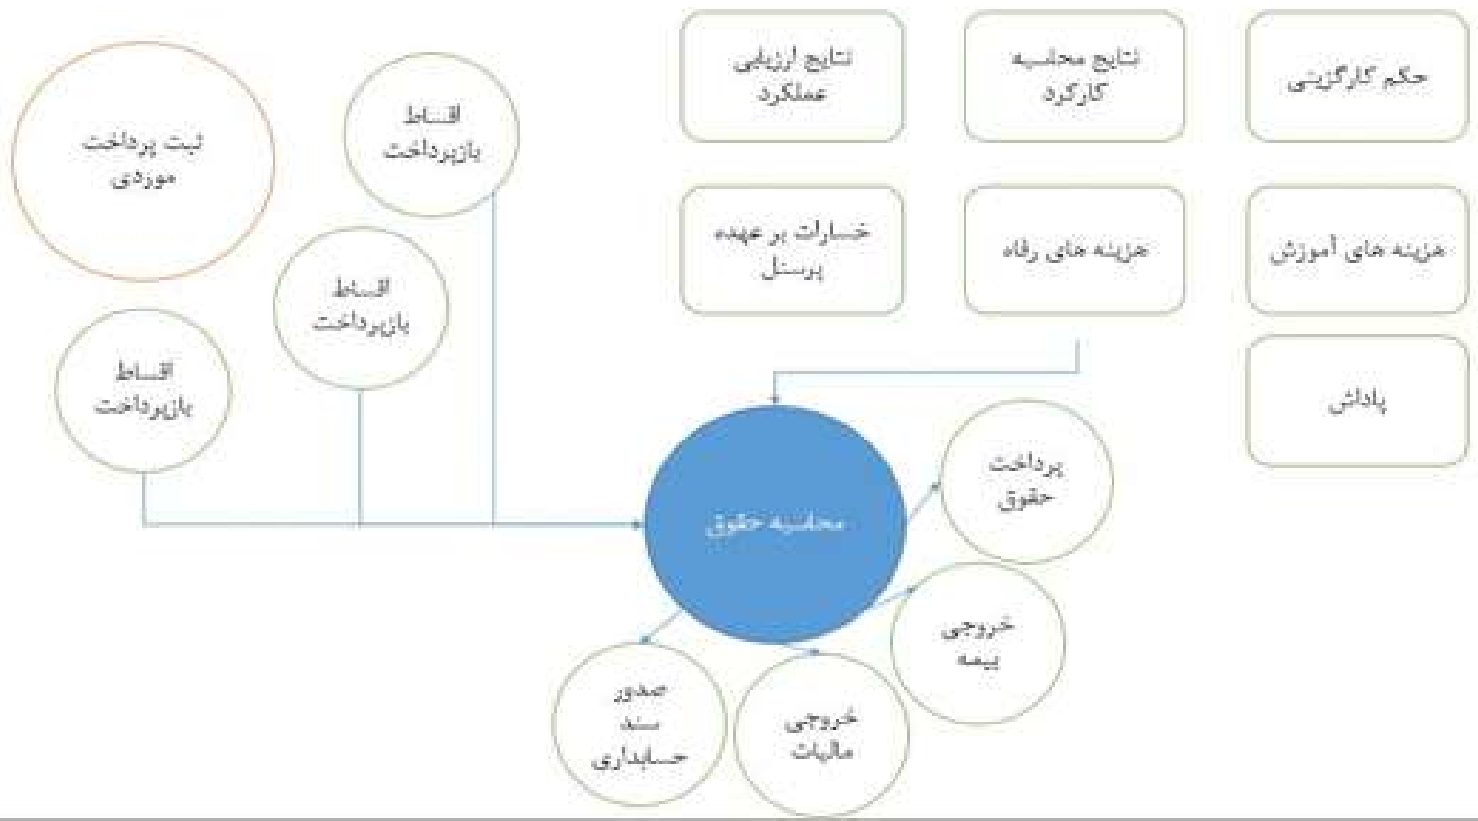 حکم کارگزینی
نتایج محاسبه
کارکرد
نتایج ارزیابی
عملکرد
هزینه های آموزش
هزینه های رفاه
خسارات بر عهده
پرسنل
پاداش
اقساط
بازپرداخت
ثبت پرداخت
موردی
اقساط
بازپرداخت
اقساط
بازپرداخت
محاسبه حقوق
پرداخت
حقوق
خروجی
بیمه
خروجی
مالیات
صدور
سند
حسابداری